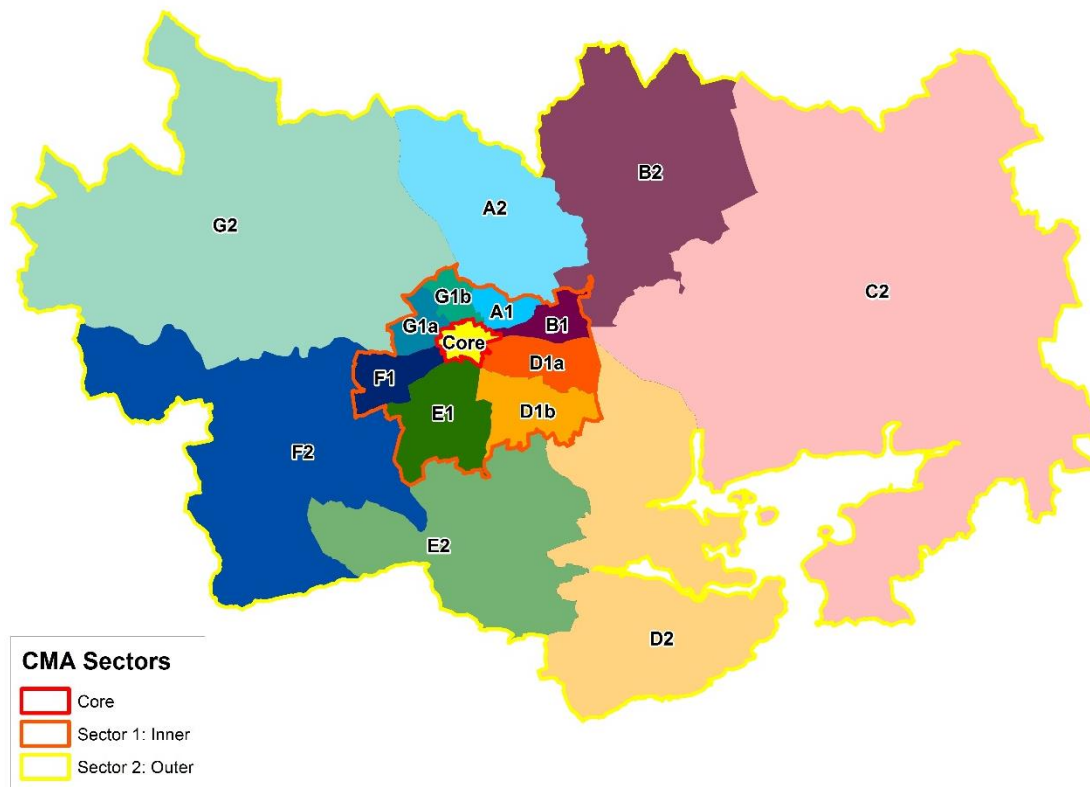 B2
A2
G2
C2
G1b
A1
B1
G1a
Core
D1a
F1
D1b
E1
F2
E2
D2
CMA Sectors
Core
Sector 1: Inner
Sector 2: Outer